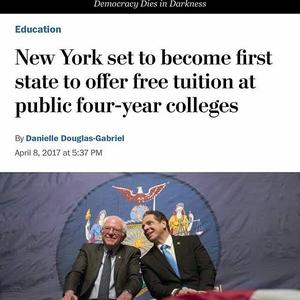 Democracy Dies in Darkness
Education
New York set to become first
state to offer free tuition at
public four-year colleges
By Danielle Douglas-Gabriel
April 8, 2017 at 5:37 PM